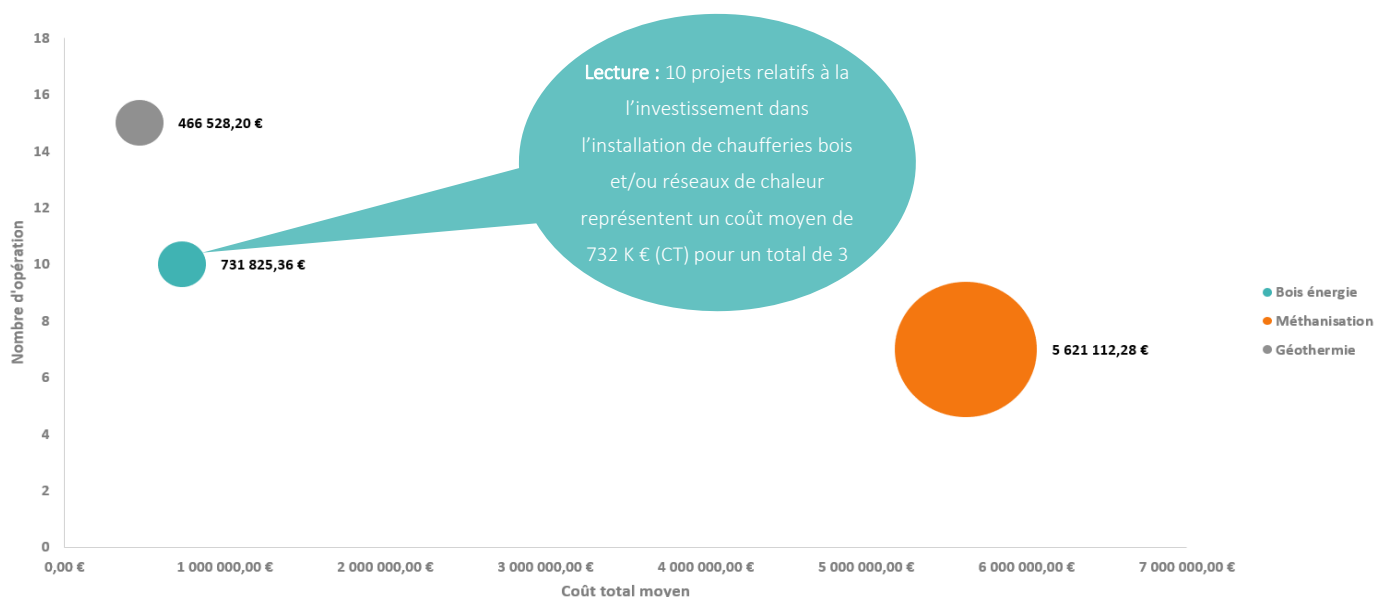 18
16
14
12
10
8
6
4
2
0
Nombre d'opération
466 528,20 €
731 825,36 €
5 621 112,28 €
Lecture : 10 projets relatifs à la
l'investissement dans
l'installation de chaufferies bois
et/ou réseaux de chaleur
représentent un coût moyen de
732 K € (CT) pour un total de 3
Bois énergie
Méthanisation
Géothermie
0,00 €
1 000 000,00 €
2 000 000,00 €
3 000 000,00 €
4 000 000,00 €
5 000 000,00 €
6 000 000,00 €
7 000 000,00 €
Coût total moyen